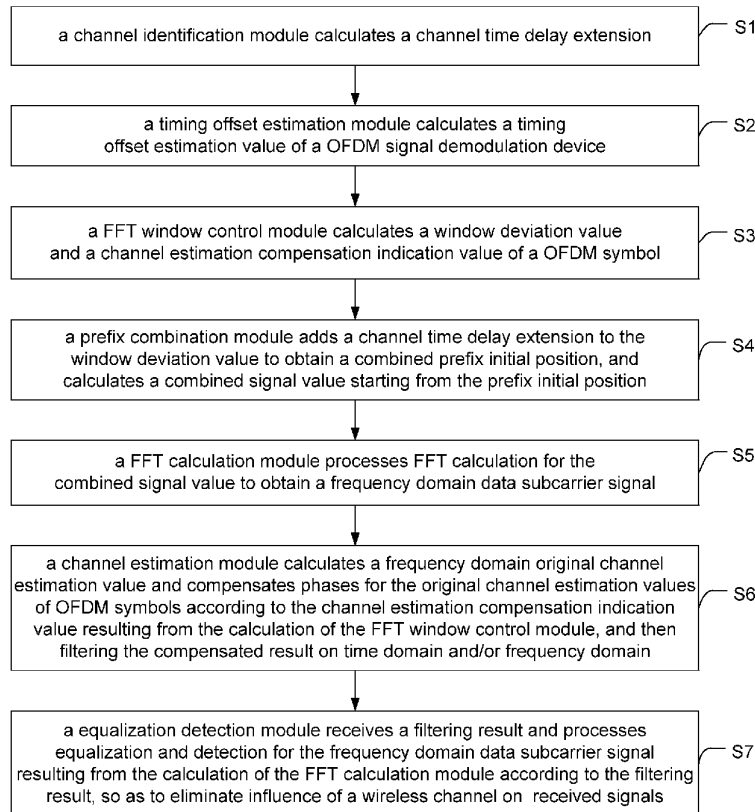 a channel identification module calculates a channel time delay extension
S1
a timing offset estimation module calculates a timing
offset estimation value of a OFDM signal demodulation device
S2
a FFT window control module calculates a window deviation value
and a channel estimation compensation indication value of a OFDM symbol
S3
a prefix combination module adds a channel time delay extension to the
window deviation value to obtain a combined prefix initial position, and
calculates a combined signal value starting from the prefix initial position
S4
a FFT calculation module processes FFT calculation for the
combined signal value to obtain a frequency domain data subcarrier signal
S5
a channel estimation module calculates a frequency domain original channel
estimation value and compensates phases for the original channel estimation values
of OFDM symbols according to the channel estimation compensation indication
value resulting from the calculation of the FFT window control module, and then
filtering the compensated result on time domain and/or frequency domain
S6
a equalization detection module receives a filtering result and processes
equalization and detection for the frequency domain data subcarrier signal
resulting from the calculation of the FFT calculation module according to the filtering
result, so as to eliminate influence of a wireless channel on received signals
S7